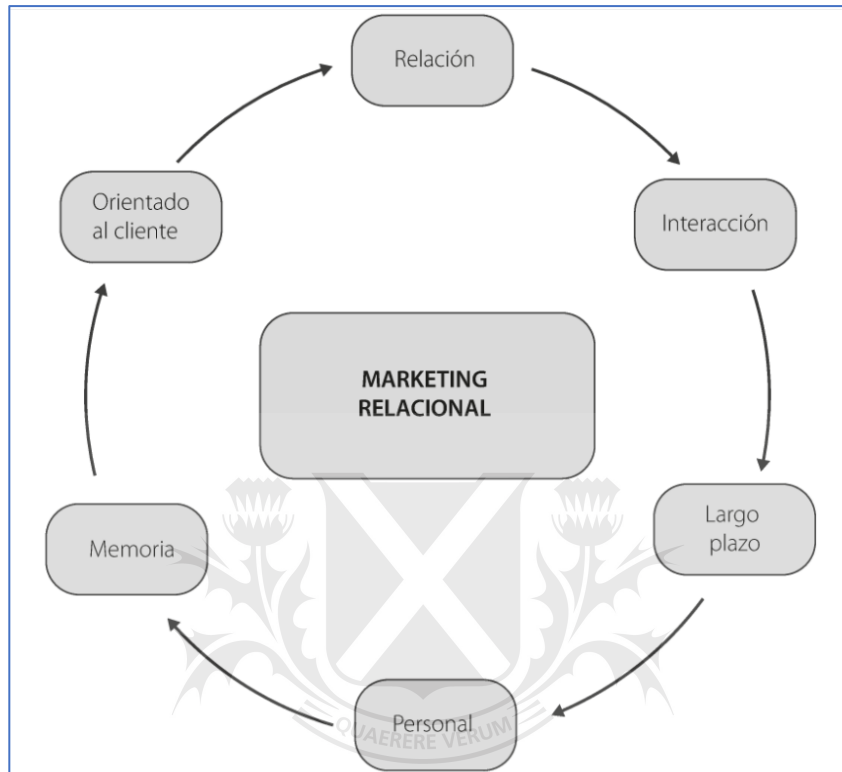 Relación
Orientado
al cliente
Interacción
MARKETING
RELACIONAL
Largo
plazo
Memoria
Personal
QUAERERE VERUM